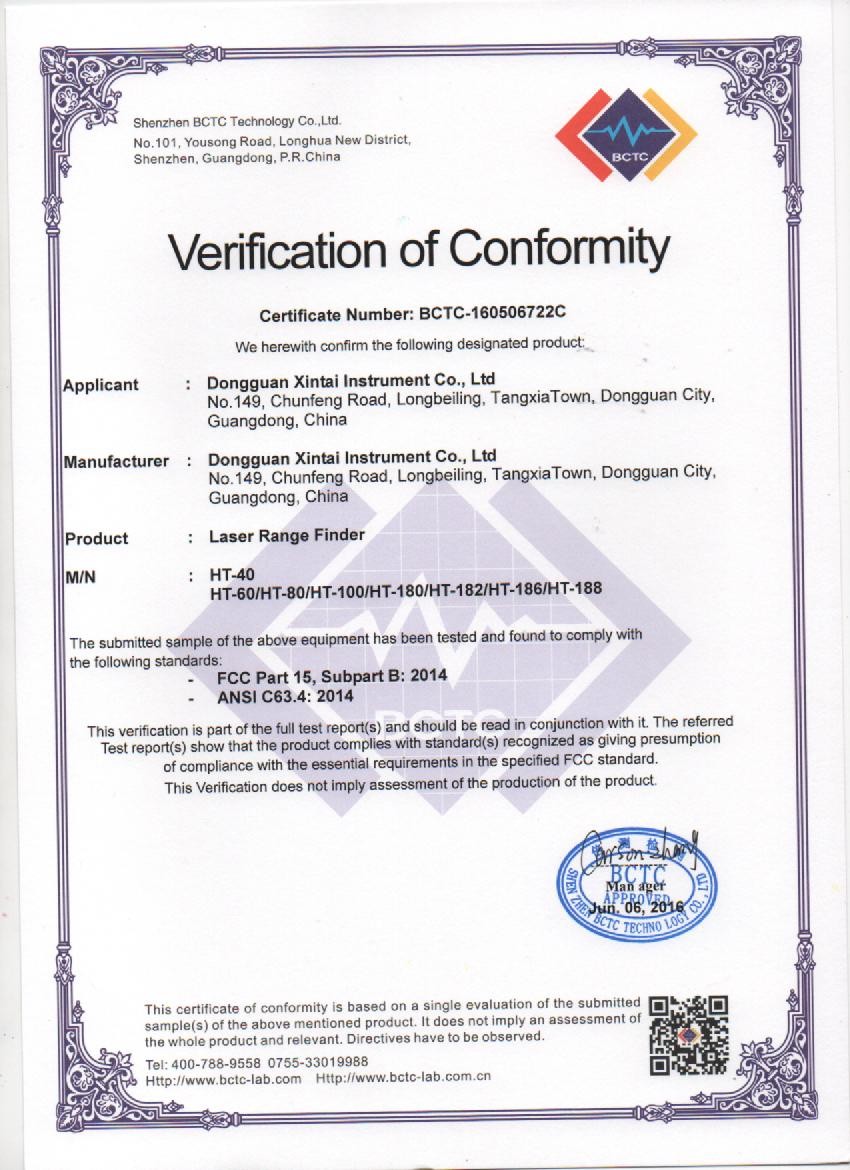 Shenzhen BCTC Technology Co.,Ltd.
No.101, Yousong Road, Longhua New District,
Shenzhen, Guangdong, P.R.China
BCTC
Verification of Conformity
Certificate Number: BCTC-160506722C
We herewith confirm the following designated product:
Applicant : Dongguan Xintai Instrument Co., Ltd
No.149, Chunfeng Road, Longbeiling, TangxiaTown, Dongguan City,
Guangdong, China
Manufacturer : Dongguan Xintai Instrument Co., Ltd
No.149, Chunfeng Road, Longbeiling, TangxiaTown, Dongguan City,
Guangdong, China
Product : Laser Range Finder
M/N : HT-40
HT-60/HT-80/HT-100/HT-180/HT-182/HT-186/HT-188
The submitted sample of the above equipment has been tested and found to comply with
the following standards:
- FCC Part 15, Subpart B: 2014
- ANSI C63.4: 2014
BCTC
This verification is part of the full test report(s) and should be read in conjunction with it. The referred
Test report(s) show that the product complies with standard(s) recognized as giving presumption
of compliance with the essential requirements in the specified FCC standard.
This Verification does not imply assessment of the production of the product.
BCTC
Manager
APPROVED
Jun. 06, 2016
SHENZHEN BCTC TECHNOLOGY CO.,LTD
This certificate of conformity is based on a single evaluation of the submitted
sample(s) of the above mentioned product. It does not imply an assessment of
the whole product and relevant. Directives have to be observed.
Tel: 400-788-9558 0755-33019988
Http://www.bctc-lab.com Http://www.bctc-lab.com.cn